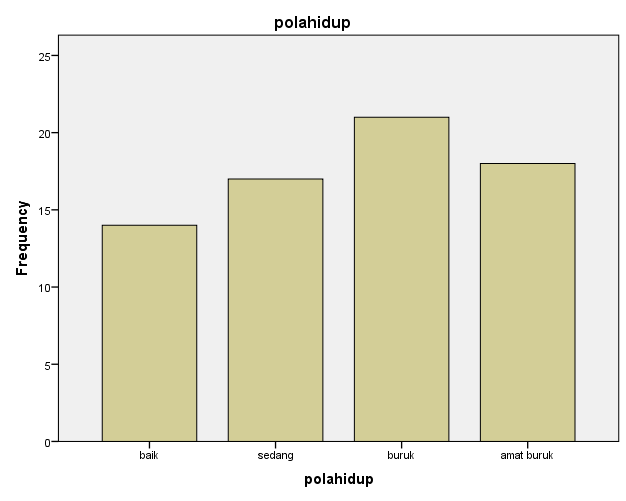 polahidup
25
20
15
10
5
0
Frequency
baik
sedang
buruk
amat buruk
polahidup